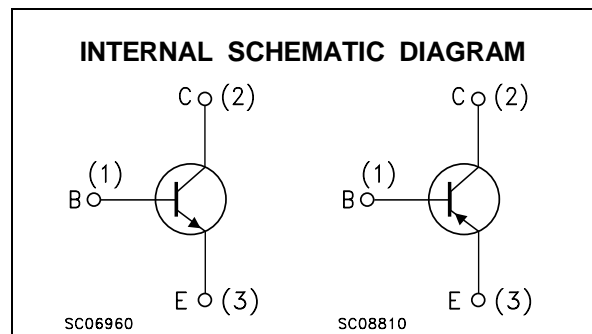 INTERNAL SCHEMATIC DIAGRAM
C (2)
(1)
B
E (3)
SC06960
C (2)
(1)
B
E (3)
SC08810